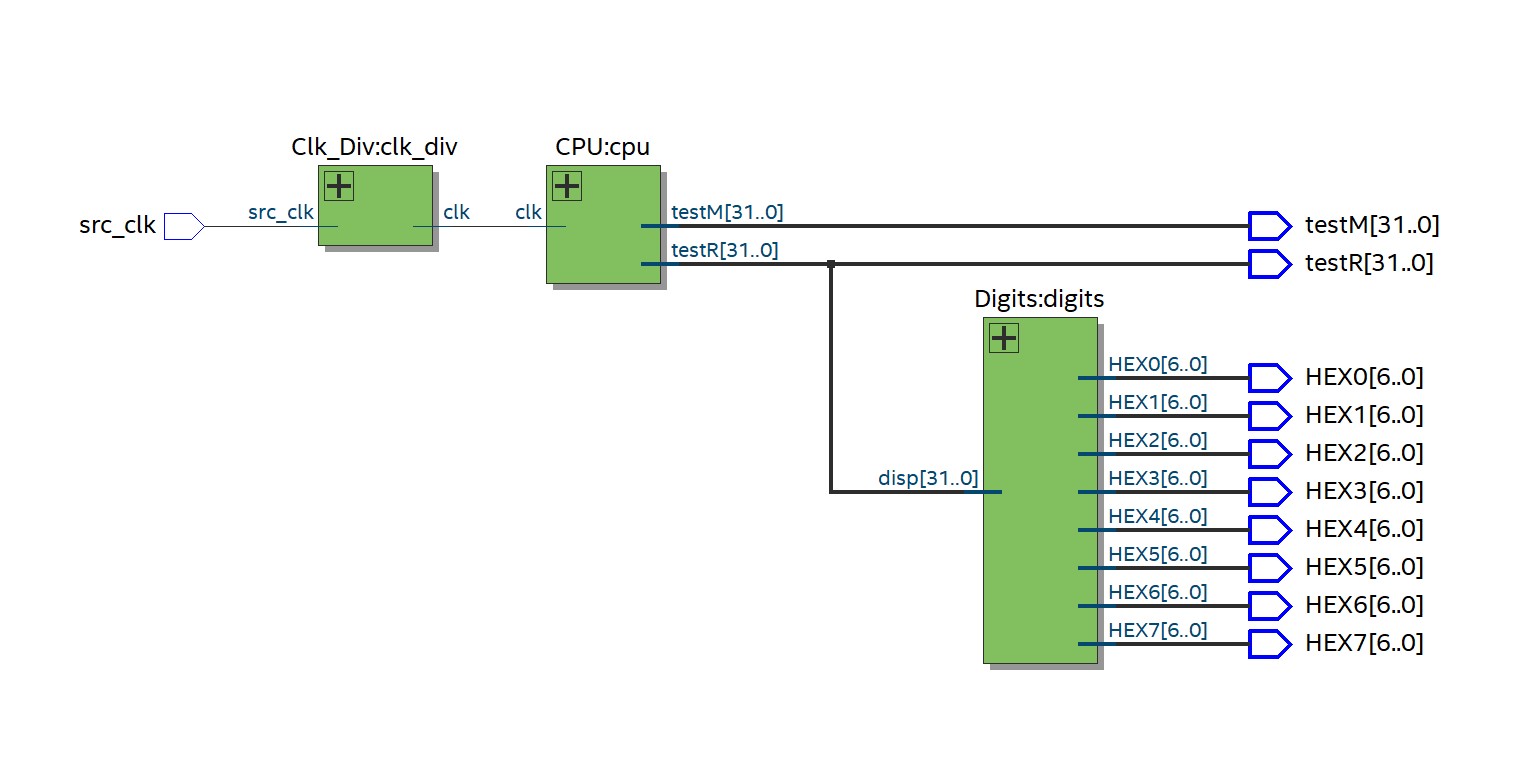 Clk_Div:clk_div
CPU:cpu
src_clk
src_clk
clk
clk
testM[31..0]
testM[31..0]
testR[31..0]
testR[31..0]
Digits:digits
disp[31..0]
HEX0[6..0]
HEX0[6..0]
HEX1[6..0]
HEX1[6..0]
HEX2[6..0]
HEX2[6..0]
HEX3[6..0]
HEX3[6..0]
HEX4[6..0]
HEX4[6..0]
HEX5[6..0]
HEX5[6..0]
HEX6[6..0]
HEX6[6..0]
HEX7[6..0]
HEX7[6..0]